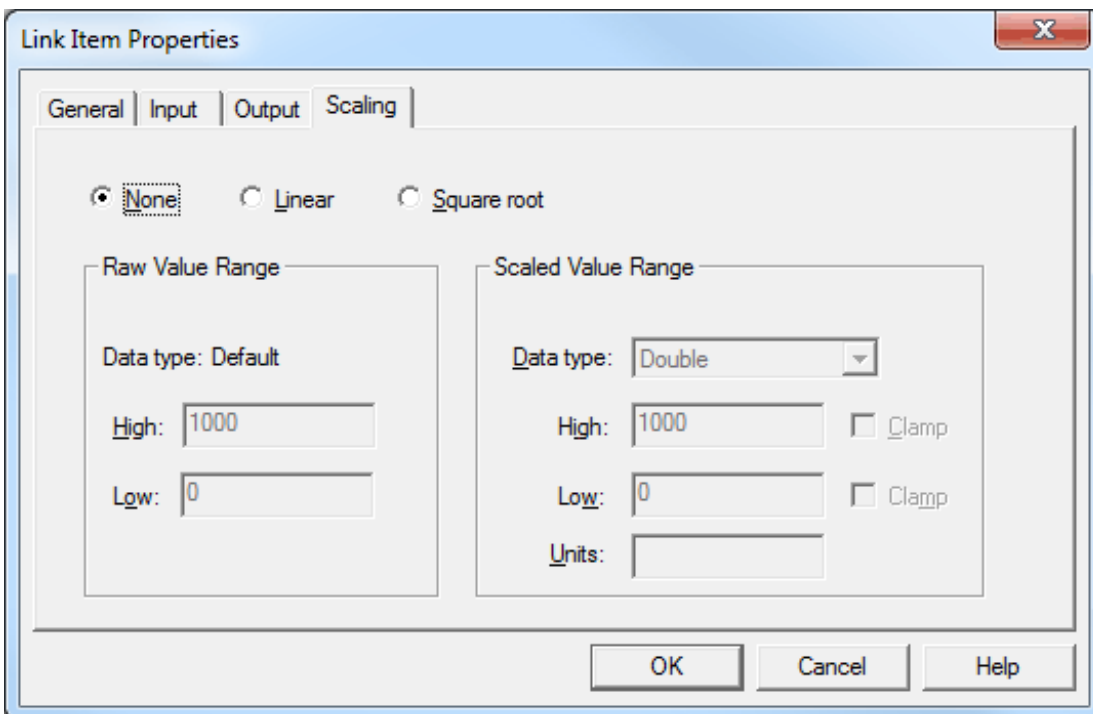 Link Item Properties
General Input Output Scaling
None Linear Square root
Raw Value Range
Data type: Default
High: 1000
Low: 0
Scaled Value Range
Data type: Double
High: 1000 Clamp
Low: 0 Clamp
Units:
OK Cancel Help